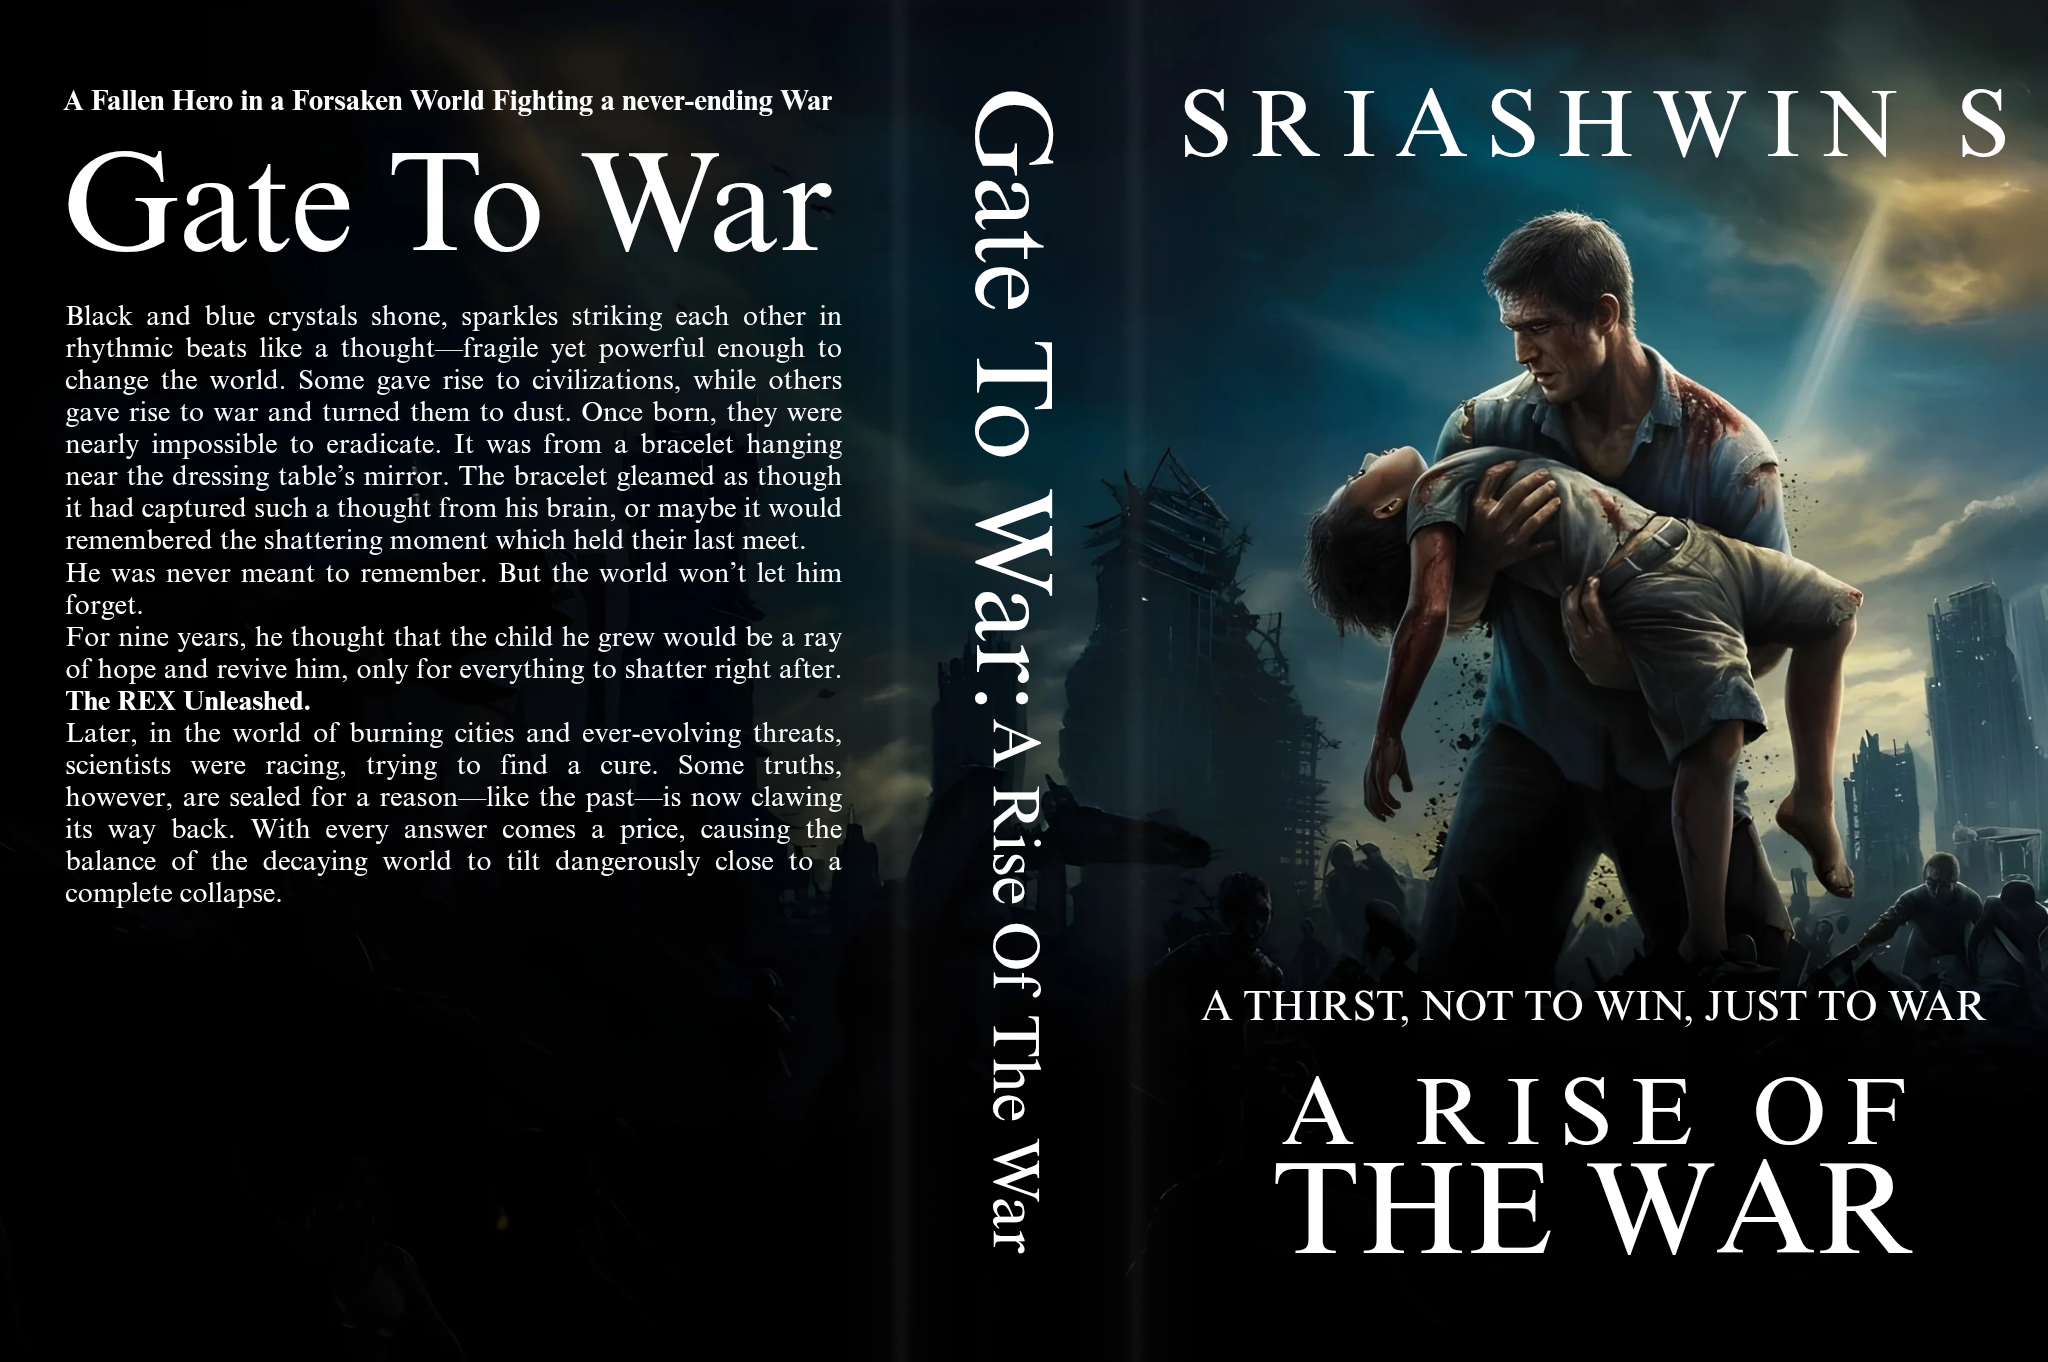 A Fallen Hero in a Forsaken World Fighting a never-ending War
Gate To War
Black and blue crystals shone, sparkles striking each other in
rhythmic beats like a thought—fragile yet powerful enough to
change the world. Some gave rise to civilizations, while others
gave rise to war and turned them to dust. Once born, they were
nearly impossible to eradicate. It was from a bracelet hanging
near the dressing table’s mirror. The bracelet gleamed as though
it had captured such a thought from his brain, or maybe it would
remembered the shattering moment which held their last meet.
He was never meant to remember. But the world won’t let him
forget.
For nine years, he thought that the child he grew would be a ray
of hope and revive him, only for everything to shatter right after.
The REX Unleashed.
Later, in the world of burning cities and ever-evolving threats,
scientists were racing, trying to find a cure. Some truths,
however, are sealed for a reason—like the past—is now clawing
its way back. With every answer comes a price, causing the
balance of the decaying world to tilt dangerously close to a
complete collapse.
Gate To War: A Rise Of The War
SRIASHWIN S
A THIRST, NOT TO WIN, JUST TO WAR
A RISE OF
THE WAR